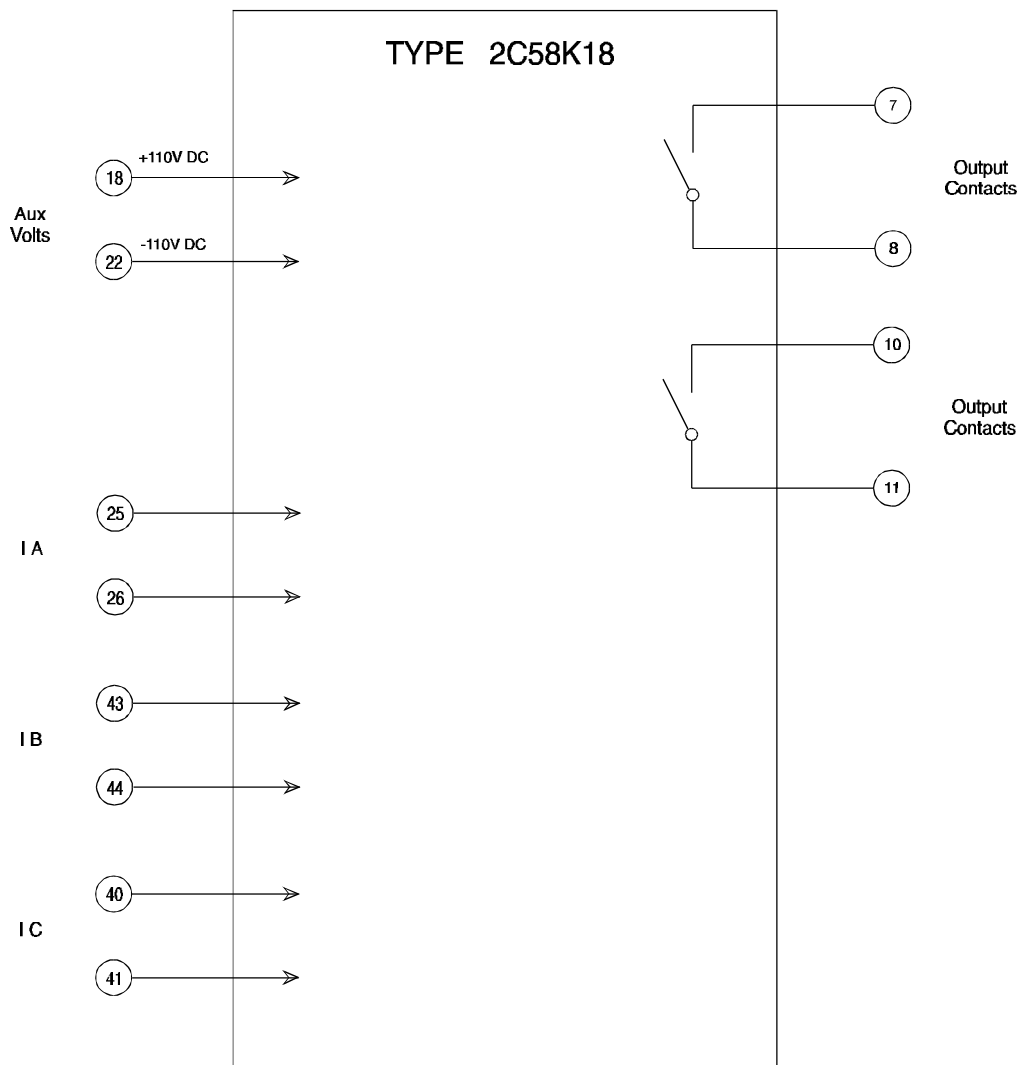 TYPE 2C58K18
7
Output
Contacts
8
+110V DC
18
Aux
Volts
-110V DC
22
10
Output
Contacts
11
25
I A
26
43
I B
44
40
I C
41